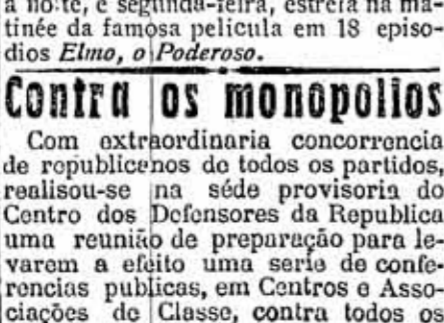 a noite, e segunda-feira, estreia na ma-
tinée da famosa pelicula em 18 episo-
dios Elmo, o Poderoso.
Contra os monopolios
Com extraordinaria concorrencia
de republicanos de todos os partidos,
realisou-se na séde provisoria do
Centro dos Defensores da Republica
uma reunião de preparação para le-
varem a efeito uma serie de confe-
rencias publicas, em Centros e Asso-
ciações de Classe, contra todos os